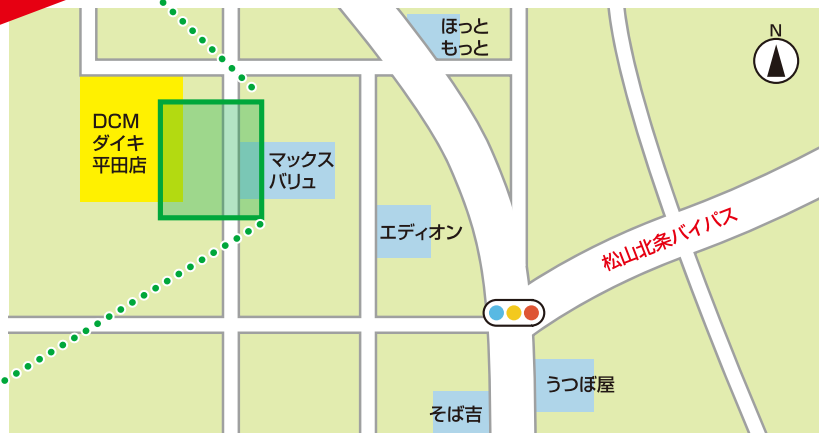 ほっと
もっと
N
DCM
ダイキ
平田店
マックス
バリュ
エディオン
松山北条バイパス
うつぼ屋
そば吉